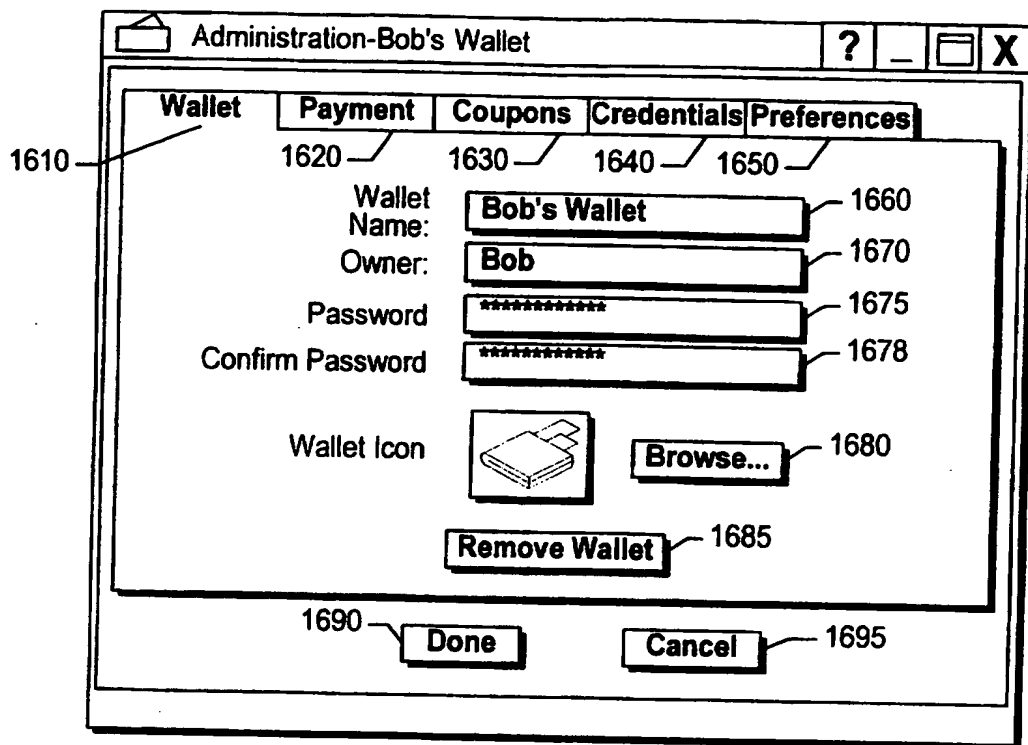 Administration-Bob's Wallet ? _ X
Wallet Payment Coupons Credentials Preferences
1610 1620 1630 1640 1650
Wallet Name: Bob's Wallet 1660
Owner: Bob 1670
Password ************ 1675
Confirm Password ************ 1678
Wallet Icon Browse... 1680
Remove Wallet 1685
1690 Done Cancel 1695